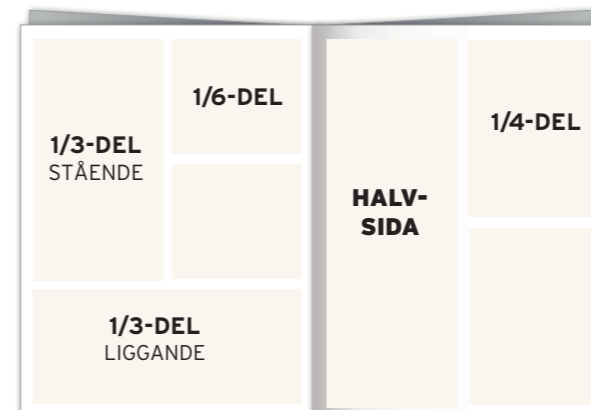 1/3-DEL
STÅENDE
1/6-DEL
1/3-DEL
LIGGANDE
HALV-
SIDA
1/4-DEL